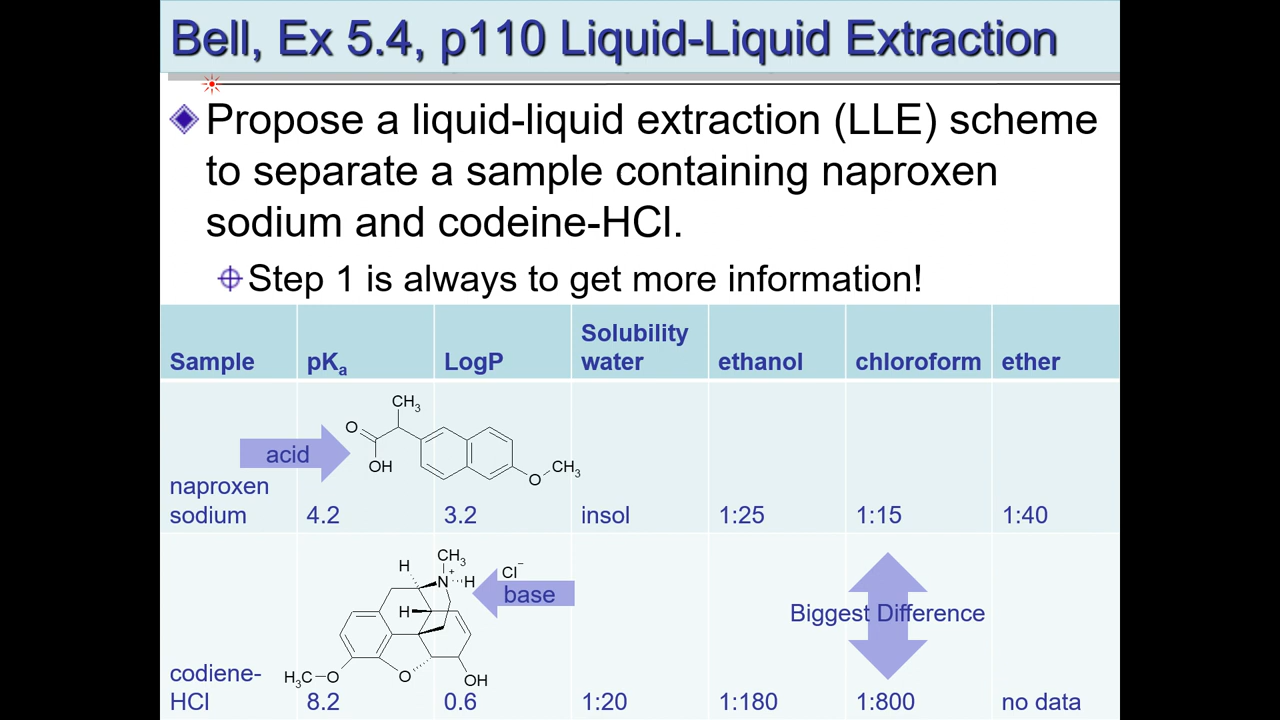 Bell, Ex 5.4, p110 Liquid-Liquid Extraction
Propose a liquid-liquid extraction (LLE) scheme
to separate a sample containing naproxen
sodium and codeine-HCl.
Step 1 is always to get more information!
Sample pKa LogP Solubility water ethanol chloroform ether
CH3
O
OH
O CH3
acid
naproxen
sodium 4.2 3.2 insol 1:25 1:15 1:40
CH3
H
N+ H
Cl−
base
H
Biggest Difference
H3C O
O
OH
codiene-
HCl 8.2 0.6 1:20 1:180 1:800 no data